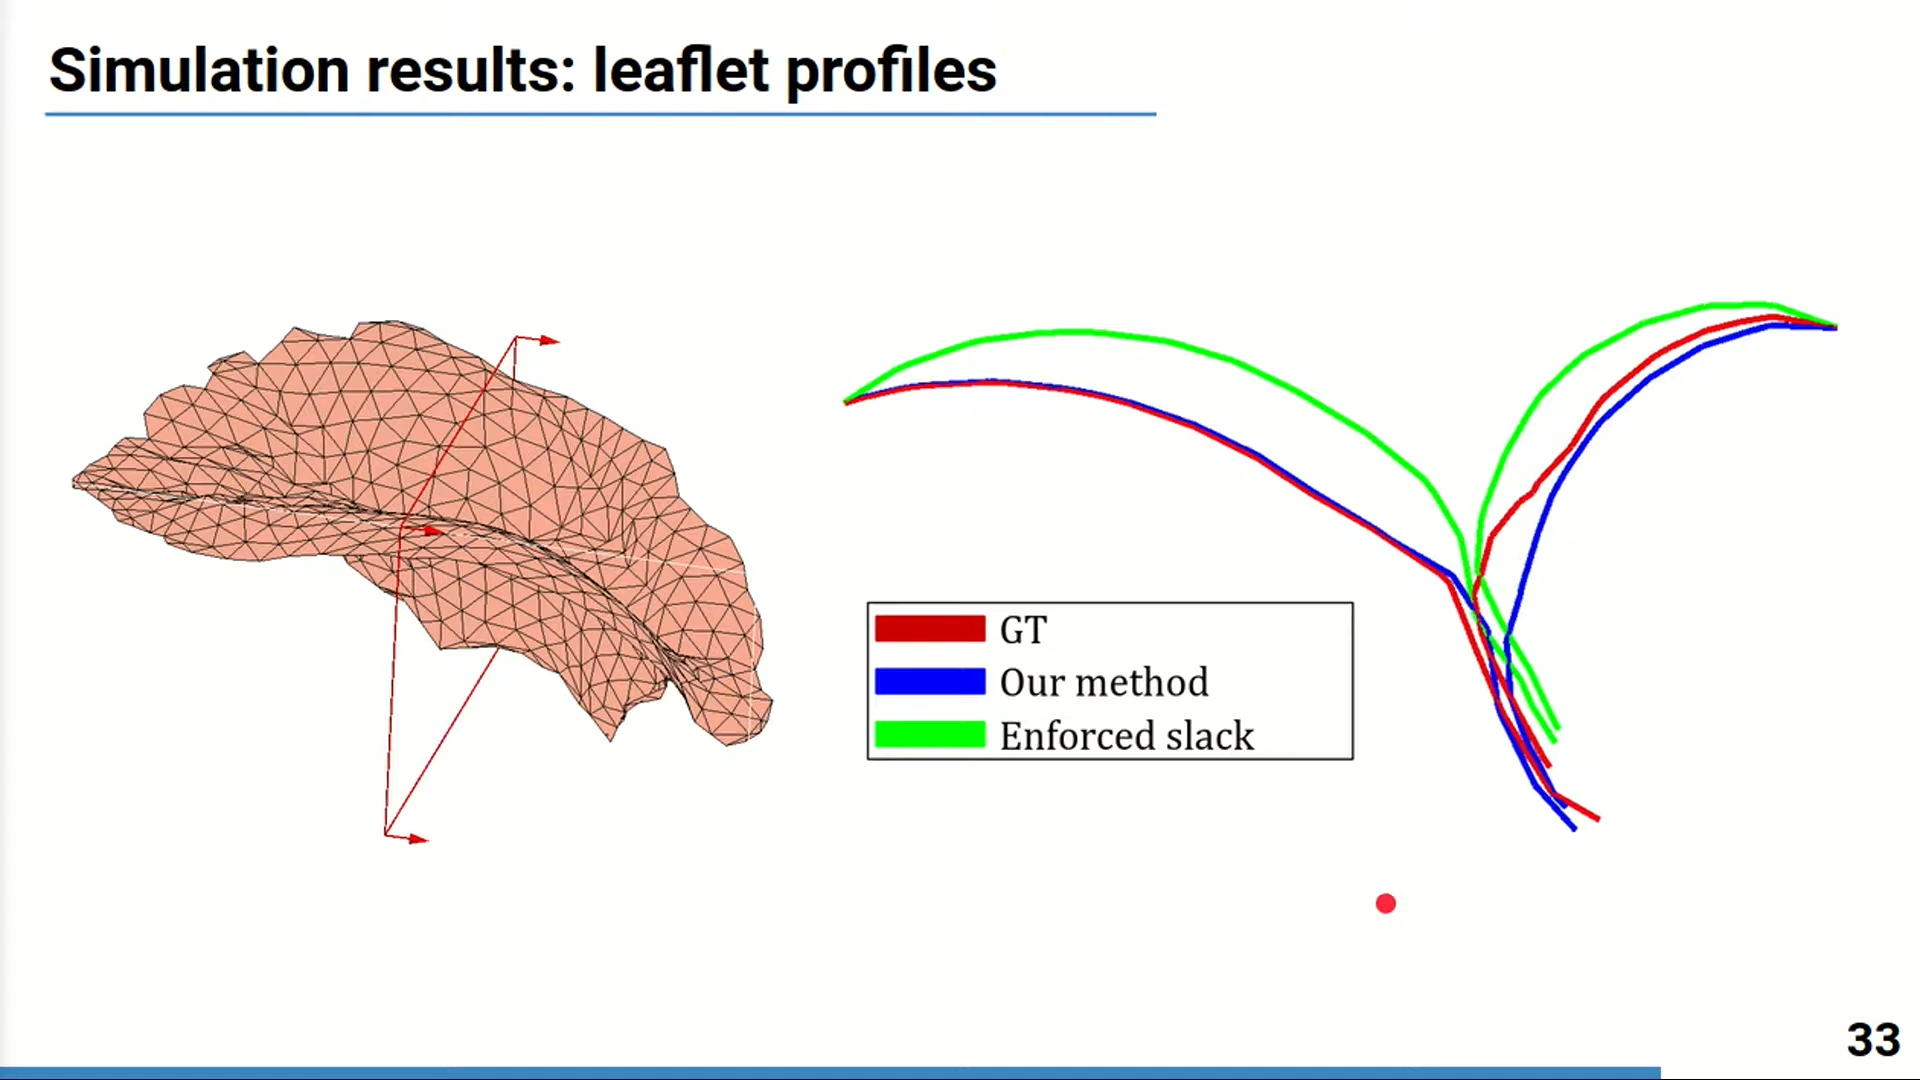 Simulation results: leaflet profiles
GT
Our method
Enforced slack
33